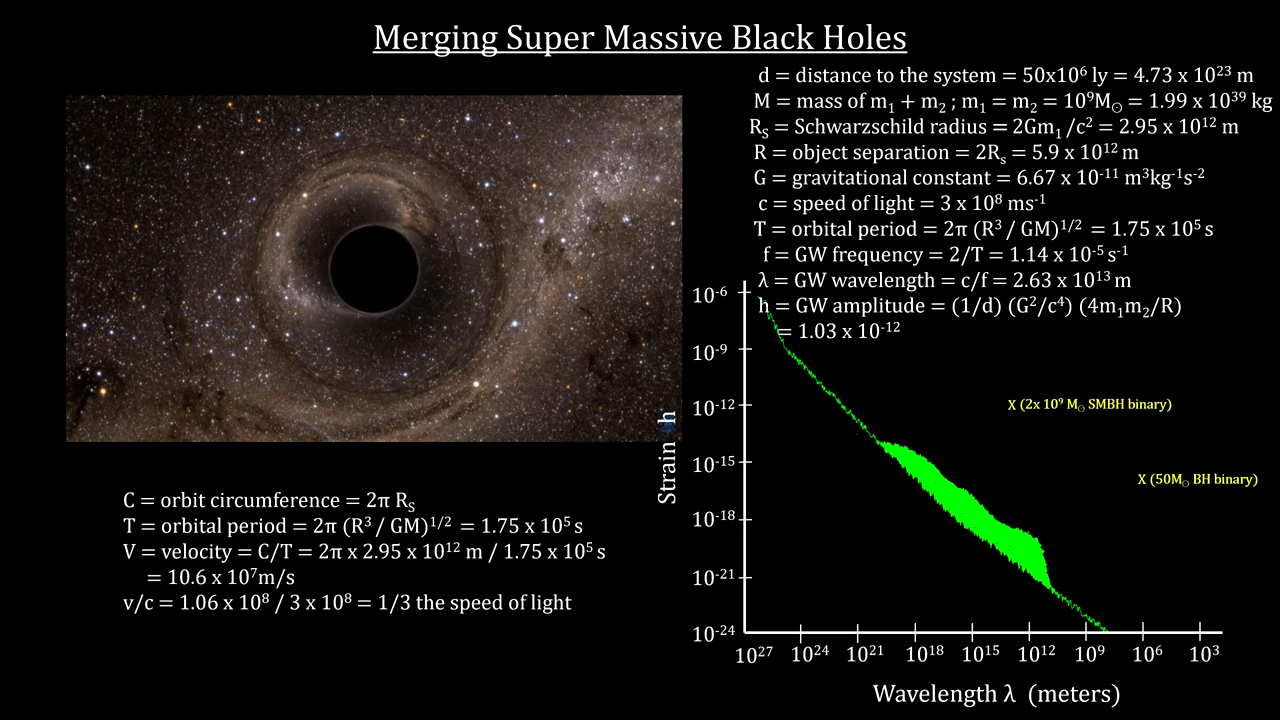 Merging Super Massive Black Holes
d = distance to the system = 50x10⁶ ly = 4.73 x 10²³ m
M = mass of m₁ + m₂ ; m₁ = m₂ = 10⁹M☉ = 1.99 x 10³⁹ kg
R_S = Schwarzschild radius = 2Gm₁ /c² = 2.95 x 10¹² m
R = object separation = 2Rₛ = 5.9 x 10¹² m
G = gravitational constant = 6.67 x 10⁻¹¹ m³kg⁻¹s⁻²
c = speed of light = 3 x 10⁸ ms⁻¹
T = orbital period = 2π (R³ / GM)¹ᐟ² = 1.75 x 10⁵ s
f = GW frequency = 2/T = 1.14 x 10⁻⁵ s⁻¹
λ = GW wavelength = c/f = 2.63 x 10¹³ m
h = GW amplitude = (1/d) (G²/c⁴) (4m₁m₂/R)
= 1.03 x 10⁻¹²
C = orbit circumference = 2π R_S
T = orbital period = 2π (R³ / GM)¹ᐟ² = 1.75 x 10⁵ s
V = velocity = C/T = 2π x 2.95 x 10¹² m / 1.75 x 10⁵ s
= 10.6 x 10⁷m/s
v/c = 1.06 x 10⁸ / 3 x 10⁸ = 1/3 the speed of light
Strain h
10⁻⁶
10⁻⁹
10⁻¹²
10⁻¹⁵
10⁻¹⁸
10⁻²¹
10⁻²⁴
X (2x 10⁹ M☉ SMBH binary)
X (50M☉ BH binary)
10²⁷ 10²⁴ 10²¹ 10¹⁸ 10¹⁵ 10¹² 10⁹ 10⁶ 10³
Wavelength λ (meters)